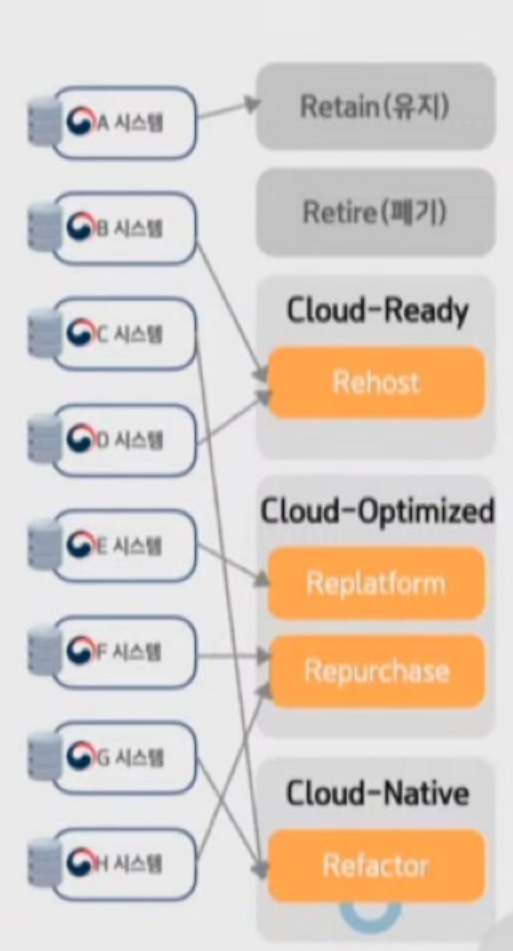 A 시스템
B 시스템
C 시스템
D 시스템
E 시스템
F 시스템
G 시스템
H 시스템
Retain(유지)
Retire(폐기)
Cloud-Ready
Rehost
Cloud-Optimized
Replatform
Repurchase
Cloud-Native
Refactor